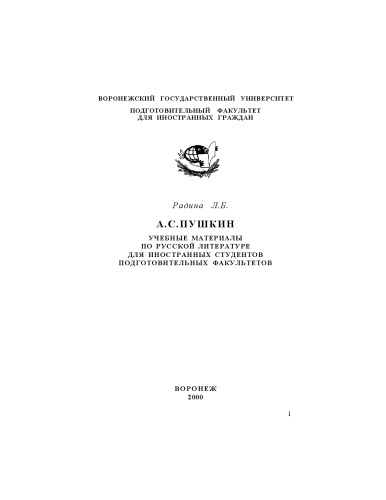 ВОРОНЕЖСКИЙ ГОСУДАРСТВЕННЫЙ УНИВЕРСИТЕТ
ПОДГОТОВИТЕЛЬНЫЙ ФАКУЛЬТЕТ
ДЛЯ ИНОСТРАННЫХ ГРАЖДАН
Радина Л.Б.
А.С.ПУШКИН
УЧЕБНЫЕ МАТЕРИАЛЫ
ПО РУССКОЙ ЛИТЕРАТУРЕ
ДЛЯ ИНОСТРАННЫХ СТУДЕНТОВ
ПОДГОТОВИТЕЛЬНЫХ ФАКУЛЬТЕТОВ
ВОРОНЕЖ
2000
1